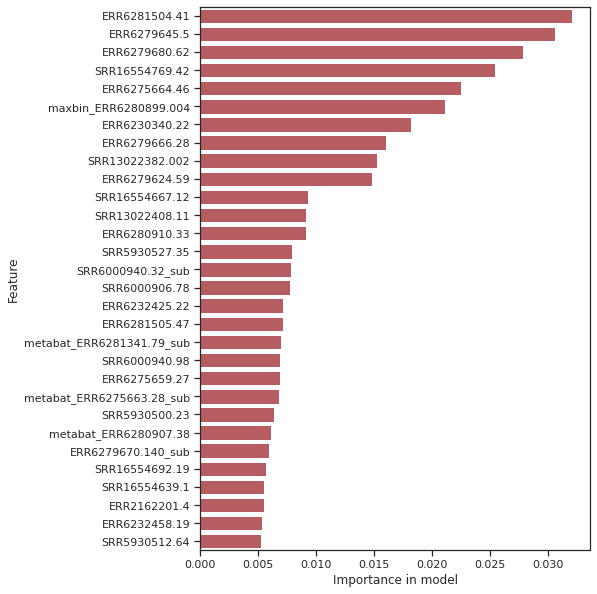 ERR6281504.41
ERR6279645.5
ERR6279680.62
SRR16554769.42
ERR6275664.46
maxbin_ERR6280899.004
ERR6230340.22
ERR6279666.28
SRR13022382.002
ERR6279624.59
SRR16554667.12
SRR13022408.11
ERR6280910.33
SRR5930527.35
SRR6000940.32_sub
SRR6000906.78
ERR6232425.22
ERR6281505.47
metabat_ERR6281341.79_sub
SRR6000940.98
ERR6275659.27
metabat_ERR6275663.28_sub
SRR5930500.23
metabat_ERR6280907.38
ERR6279670.140_sub
SRR16554692.19
SRR16554639.1
ERR2162201.4
ERR6232458.19
SRR5930512.64
Feature
0.000 0.005 0.010 0.015 0.020 0.025 0.030
Importance in model